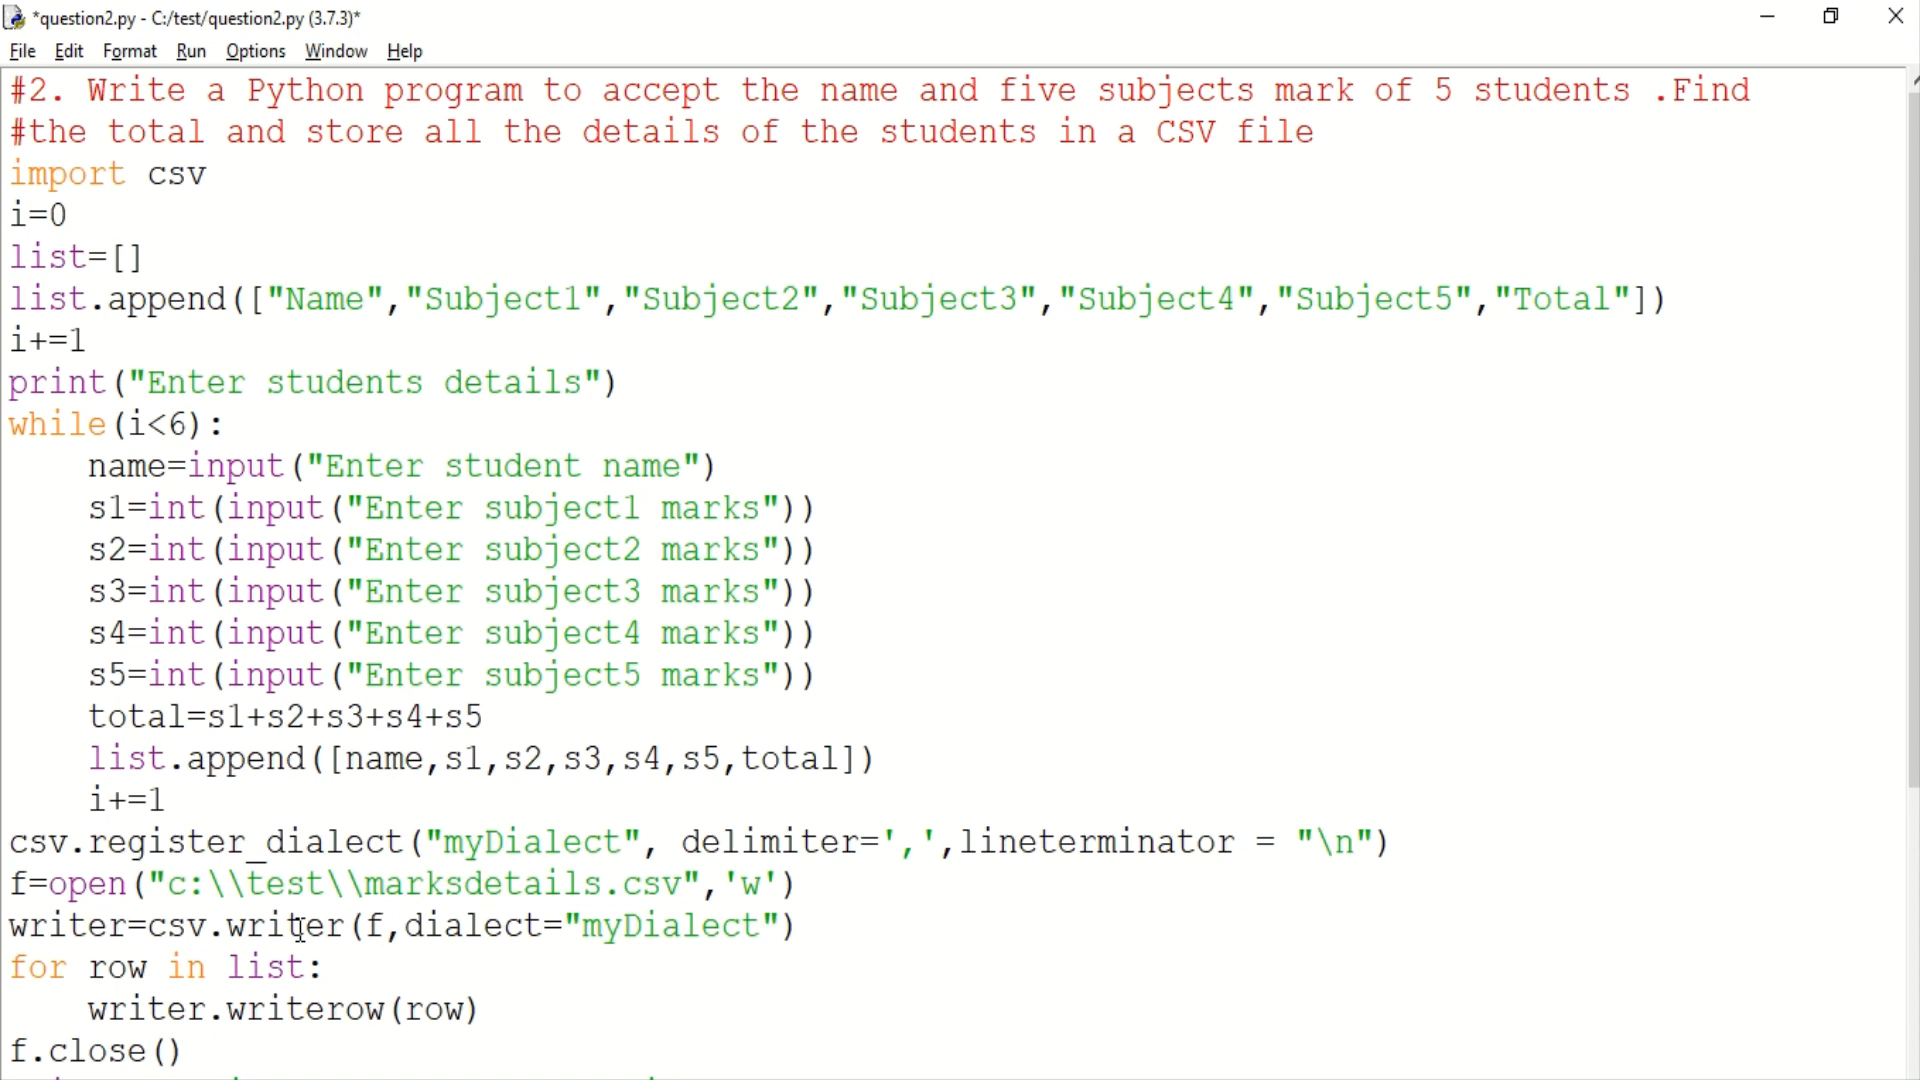 *question2.py - C:/test/question2.py (3.7.3)*
File Edit Format Run Options Window Help
#2. Write a Python program to accept the name and five subjects mark of 5 students .Find
#the total and store all the details of the students in a CSV file
import csv
i=0
list=[]
list.append(["Name","Subject1","Subject2","Subject3","Subject4","Subject5","Total"])
i+=1
print("Enter students details")
while(i<6):
    name=input("Enter student name")
    s1=int(input("Enter subject1 marks"))
    s2=int(input("Enter subject2 marks"))
    s3=int(input("Enter subject3 marks"))
    s4=int(input("Enter subject4 marks"))
    s5=int(input("Enter subject5 marks"))
    total=s1+s2+s3+s4+s5
    list.append([name,s1,s2,s3,s4,s5,total])
    i+=1
csv.register_dialect("myDialect", delimiter=',',lineterminator = "\n")
f=open("c:\\test\\marksdetails.csv",'w')
writer=csv.writer(f,dialect="myDialect")
for row in list:
    writer.writerow(row)
f.close()